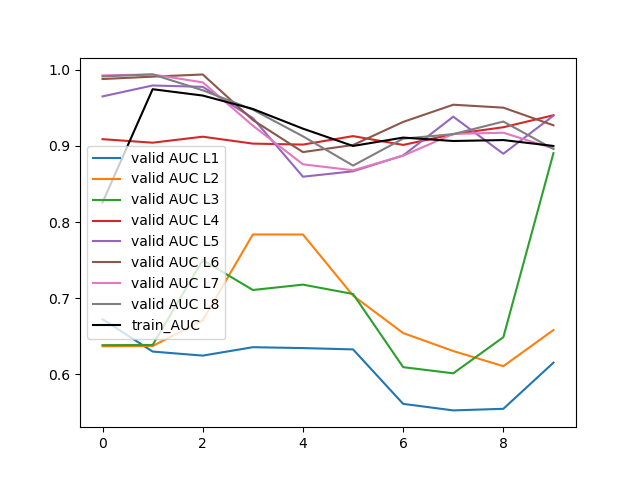 1.0
0.9
0.8
0.7
0.6
valid AUC L1
valid AUC L2
valid AUC L3
valid AUC L4
valid AUC L5
valid AUC L6
valid AUC L7
valid AUC L8
train_AUC
0 2 4 6 8